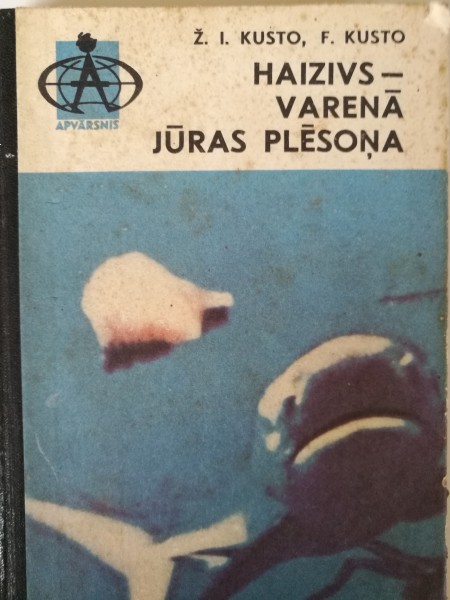 Ž. I. KUSTO, F. KUSTO
HAIZIVS —
VARENĀ
JŪRAS PLĒSOŅA
A
APVĀRSNIS